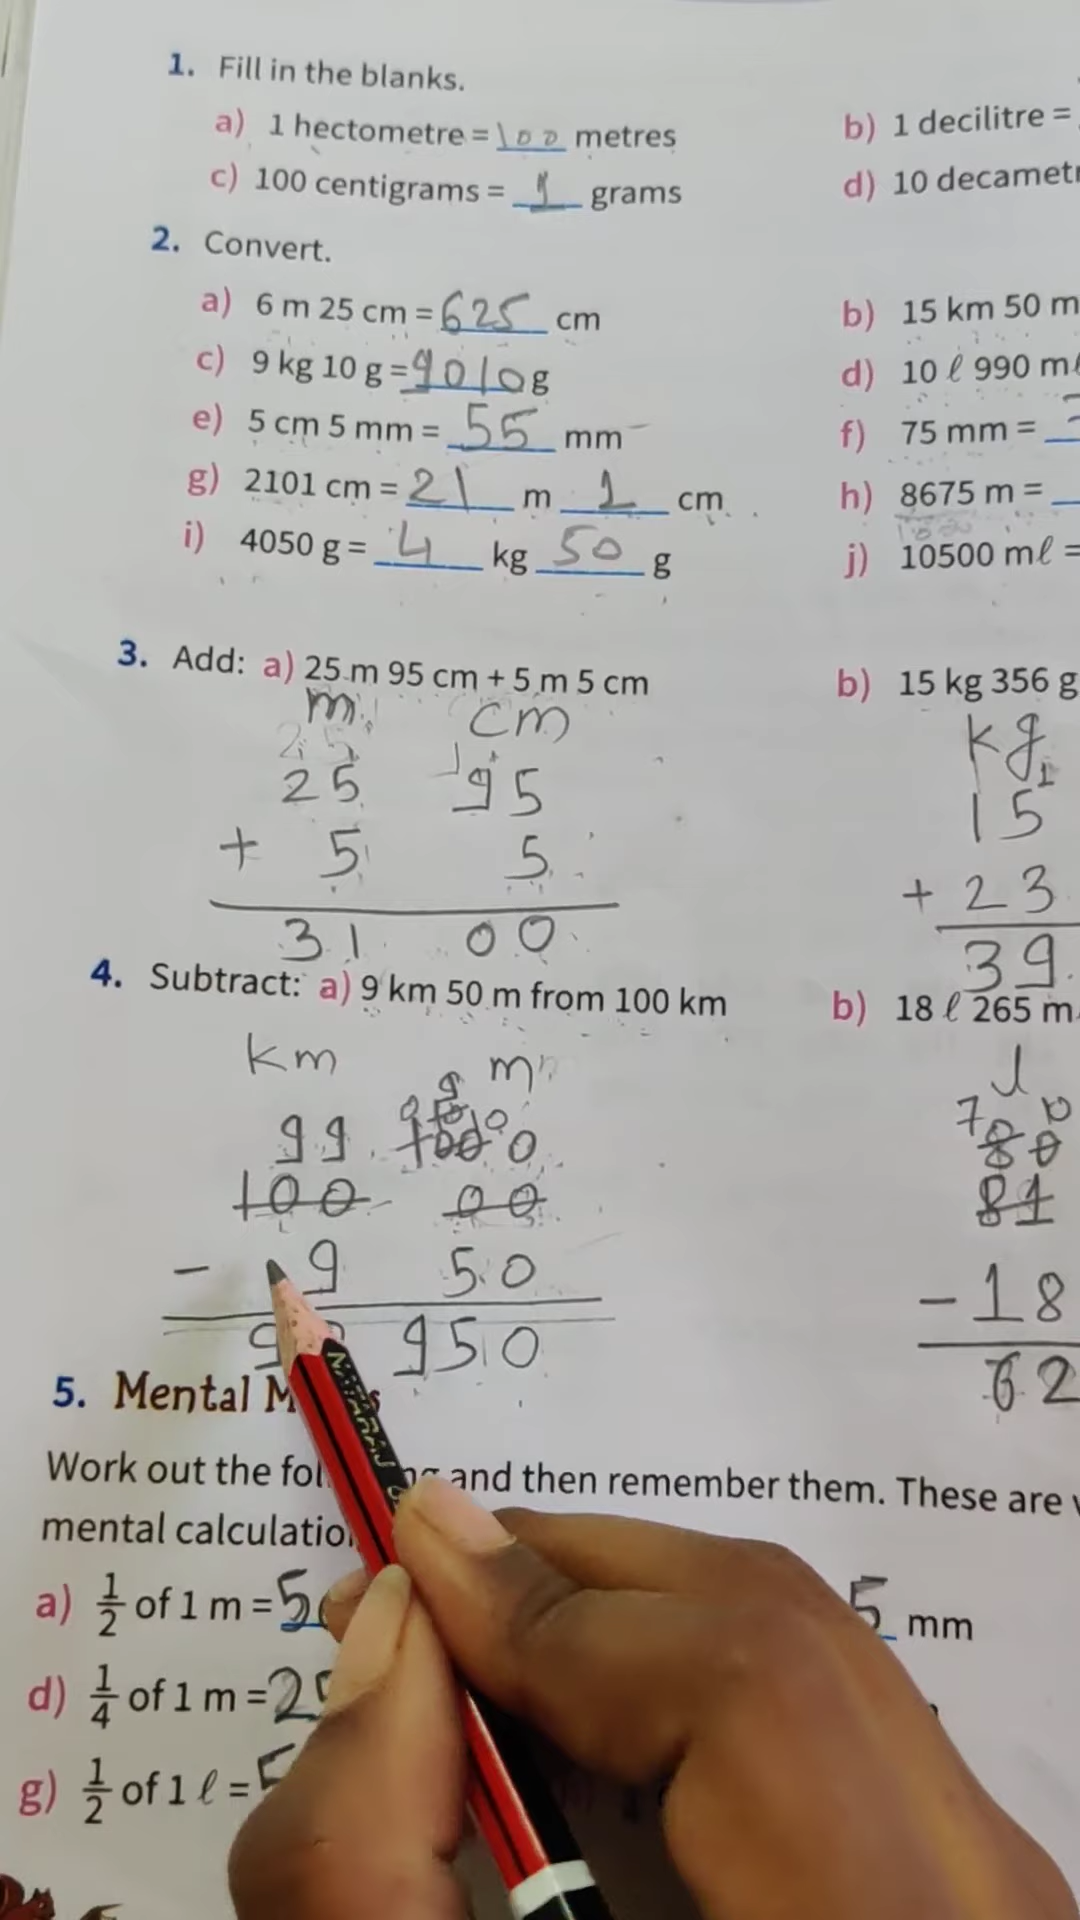 1. Fill in the blanks.
a) 1 hectometre = 100 metres
b) 1 decilitre =
c) 100 centigrams = 1 grams
d) 10 decamet
2. Convert.
a) 6 m 25 cm = 625 cm
b) 15 km 50 m
c) 9 kg 10 g = 9010 g
d) 10 ℓ 990 m
e) 5 cm 5 mm = 55 mm
f) 75 mm =
g) 2101 cm = 21 m 1 cm
h) 8675 m =
i) 4050 g = 4 kg 50 g
j) 10500 mℓ =
3. Add: a) 25 m 95 cm + 5 m 5 cm
b) 15 kg 356 g
m cm
kg
25 95
15
+ 5 5
+ 23
31 00
39
4. Subtract: a) 9 km 50 m from 100 km
b) 18 ℓ 265 m
km m
l
99
100 00
81
- 9 50
- 18
950
62
5. Mental M
NATARAJ
Work out the fol and then remember them. These are
mental calculatio
a) 1/2 of 1 m = 5
5 mm
d) 1/4 of 1 m = 2
g) 1/2 of 1 ℓ = 5